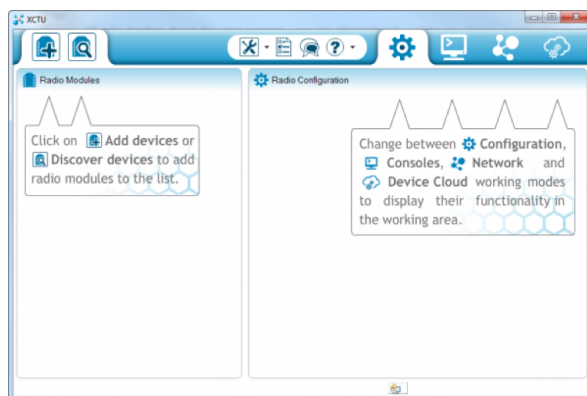 XCTU
Radio Modules
Click on Add devices or
Discover devices to add
radio modules to the list.
Radio Configuration
Change between Configuration,
Consoles, Network and
Device Cloud working modes
to display their functionality in
the working area.